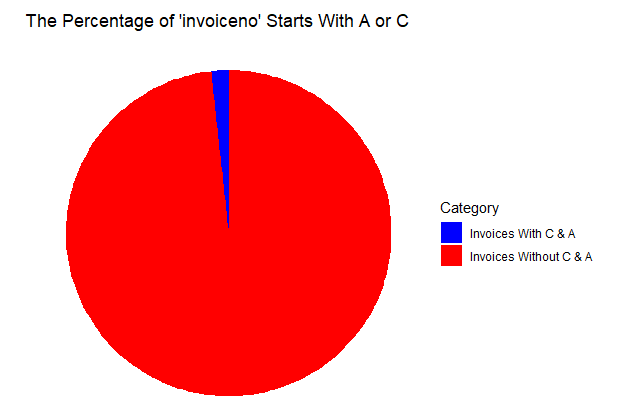 The Percentage of 'invoiceno' Starts With A or C
Category
Invoices With C & A
Invoices Without C & A